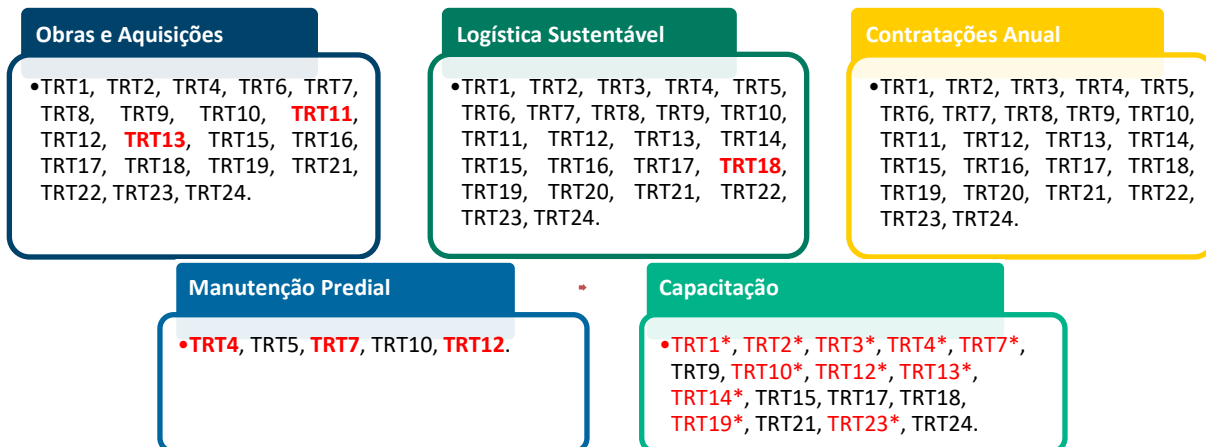 Obras e Aquisições
•TRT1, TRT2, TRT4, TRT6, TRT7,
TRT8, TRT9, TRT10, TRT11,
TRT12, TRT13, TRT15, TRT16,
TRT17, TRT18, TRT19, TRT21,
TRT22, TRT23, TRT24.
Logística Sustentável
•TRT1, TRT2, TRT3, TRT4, TRT5,
TRT6, TRT7, TRT8, TRT9, TRT10,
TRT11, TRT12, TRT13, TRT14,
TRT15, TRT16, TRT17, TRT18,
TRT19, TRT20, TRT21, TRT22,
TRT23, TRT24.
Contratações Anual
•TRT1, TRT2, TRT3, TRT4, TRT5,
TRT6, TRT7, TRT8, TRT9, TRT10,
TRT11, TRT12, TRT13, TRT14,
TRT15, TRT16, TRT17, TRT18,
TRT19, TRT20, TRT21, TRT22,
TRT23, TRT24.
Manutenção Predial
•TRT4, TRT5, TRT7, TRT10, TRT12.
Capacitação
•TRT1*, TRT2*, TRT3*, TRT4*, TRT7*,
TRT9, TRT10*, TRT12*, TRT13*,
TRT14*, TRT15, TRT17, TRT18,
TRT19*, TRT21, TRT23*, TRT24.